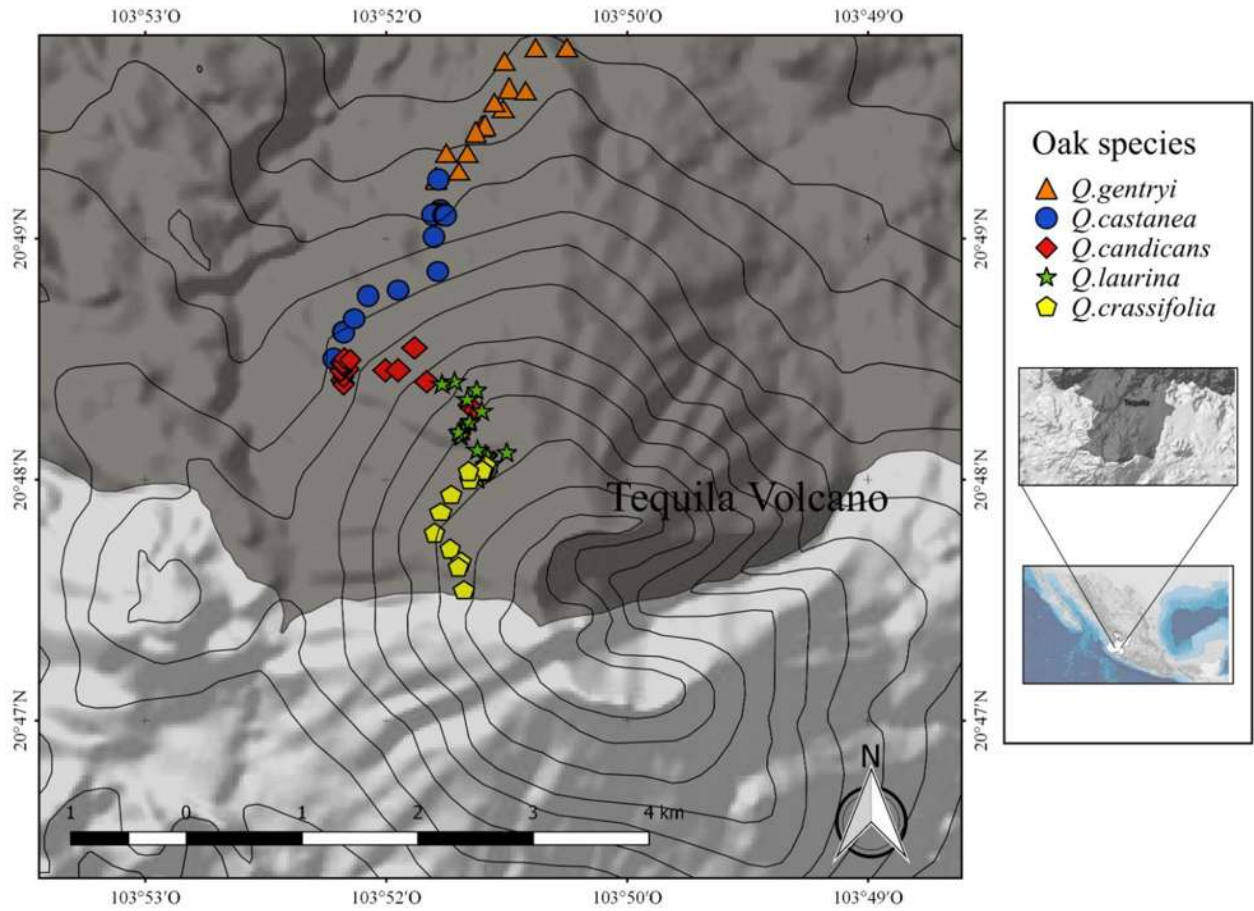 103°53'O 103°52'O 103°50'O 103°49'O
20°49'N 20°49'N
20°48'N 20°48'N
20°47'N 20°47'N
Tequila Volcano
N
1 0 1 2 3 4 km
103°53'O 103°52'O 103°50'O 103°49'O
Oak species
Q.gentryi
Q.castanea
Q.candicans
Q.laurina
Q.crassifolia
Tequila